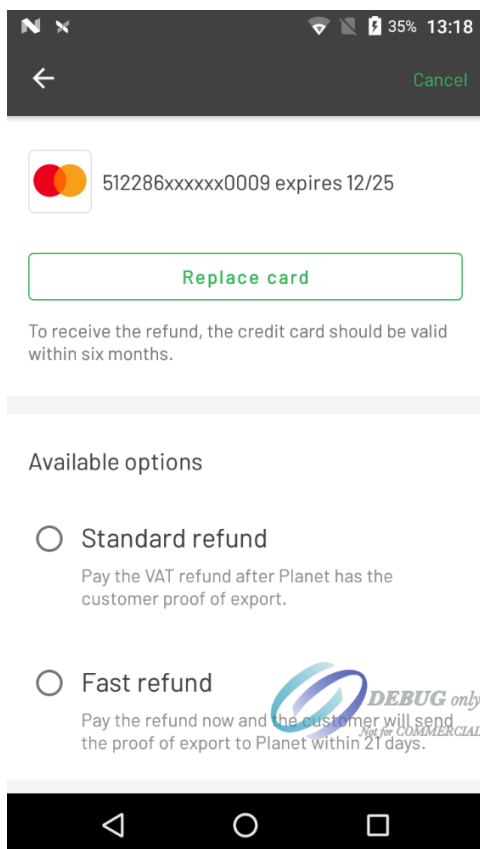 35% 13:18
Cancel
512286xxxxxx0009 expires 12/25
Replace card
To receive the refund, the credit card should be valid
within six months.
Available options
Standard refund
Pay the VAT refund after Planet has the
customer proof of export.
Fast refund
DEBUG only
Pay the refund now and the customer will send
Not for COMMERCIAL
the proof of export to Planet within 21 days.